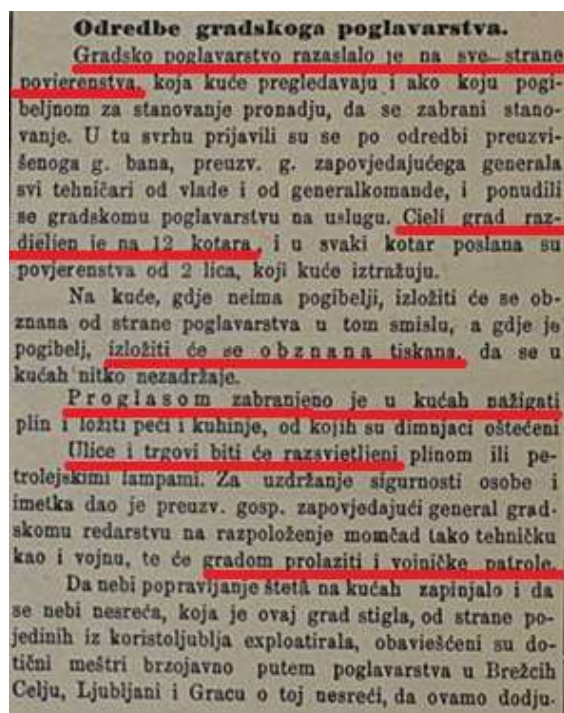 Odredbe gradskoga poglavarstva.
Gradsko poglavarstvo razaslalo je na sve strane
povjerenstva, koja kuće pregledavaju i ako koju pogi-
beljnom za stanovanje pronadju, da se zabrani stano-
vanje. U tu svrhu prijavili su se po odredbi preuzvi-
šenoga g. bana, preuzv. g. zapovjedajućega generala
svi tehničari od vlade i od generalkomande, i ponudili
se gradskomu poglavarstvu na uslugu. Cieli grad raz-
dieljen je na 12 kotara, i u svaki kotar poslana su
povjerenstva od 2 lica, koji kuće iztražuju.
Na kuće, gdje neima pogibelji, izložiti će se ob-
znana od strane poglavarstva u tom smislu, a gdje je
pogibelj, izložiti će se obznana tiskana, da se u
kućah nitko nezadržaje.
Proglasom zabranjeno je u kućah nažigati
plin i ložiti peći i kuhinje, od kojih su dimnjaci oštećeni
Ulice i trgovi biti će razsvietljeni plinom ili pe-
trolejskimi lampami. Za uzdržanje sigurnosti osobe i
imetka dao je preuzv. gosp. zapovjedajući general grad-
skomu redarstvu na razpoloženje momčad tako tehničku
kao i vojnu, te će gradom prolaziti i vojničke patrole.
Da nebi popravljanje štetâ na kućah zapinjalo i da
se nebi nesreća, koja je ovaj grad stigla, od strane po-
jedinih iz koristoljublja exploatirala, obaviešćeni su do-
tični meštri brzojavno putem poglavarstva u Brežcih
Celju, Ljubljani i Gracu o toj nesreći, da ovamo dodju.